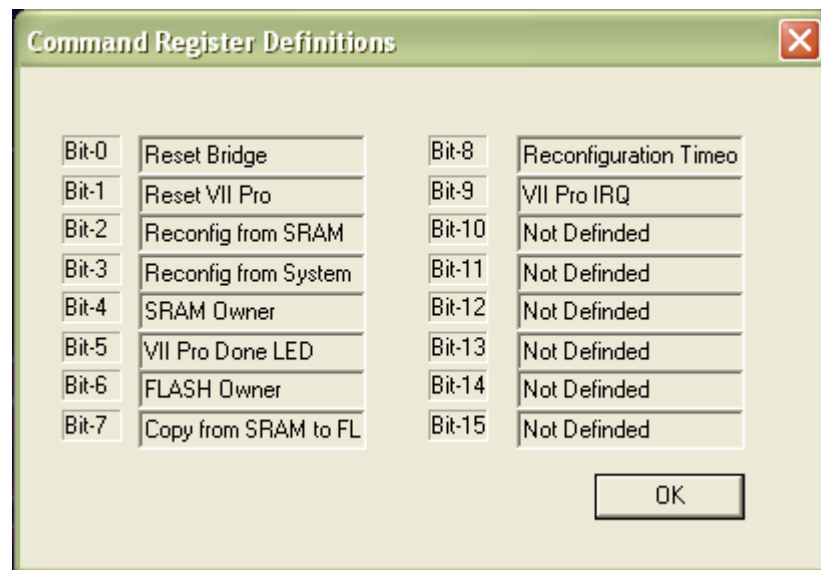 Command Register Definitions
Bit-0 Reset Bridge
Bit-1 Reset VII Pro
Bit-2 Reconfig from SRAM
Bit-3 Reconfig from System
Bit-4 SRAM Owner
Bit-5 VII Pro Done LED
Bit-6 FLASH Owner
Bit-7 Copy from SRAM to FL
Bit-8 Reconfiguration Timeo
Bit-9 VII Pro IRQ
Bit-10 Not Definded
Bit-11 Not Definded
Bit-12 Not Definded
Bit-13 Not Definded
Bit-14 Not Definded
Bit-15 Not Definded
OK